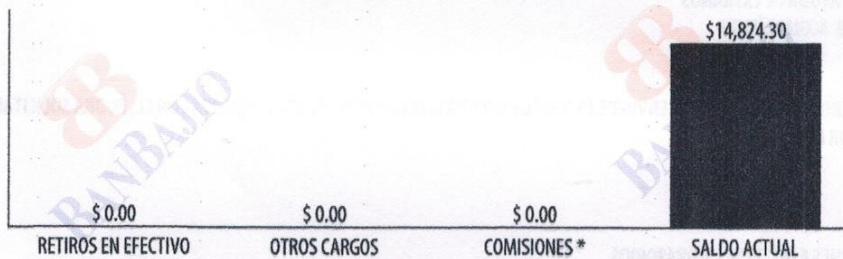 $14,824.30
BANBAJIO
BANBAJIO
$ 0.00 $ 0.00 $ 0.00
RETIROS EN EFECTIVO OTROS CARGOS COMISIONES * SALDO ACTUAL